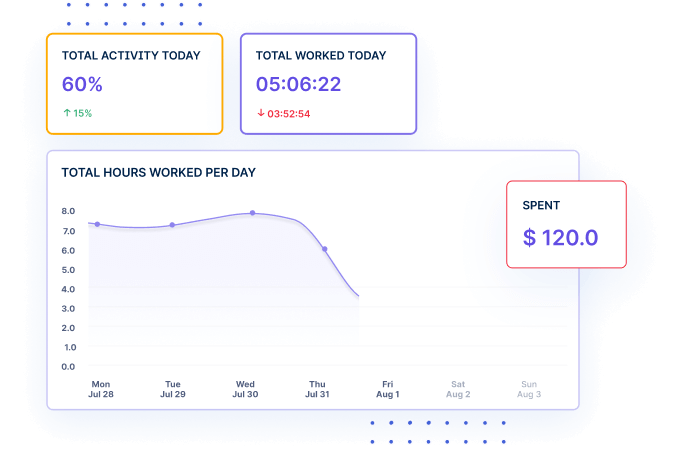 TOTAL ACTIVITY TODAY
60%
↑ 15%
TOTAL WORKED TODAY
05:06:22
↓ 03:52:54
TOTAL HOURS WORKED PER DAY
SPENT
$ 120.0
8.0
7.0
6.0
5.0
4.0
3.0
2.0
1.0
0.0
Mon Tue Wed Thu Fri Sat Sun
Jul 28 Jul 29 Jul 30 Jul 31 Aug 1 Aug 2 Aug 3